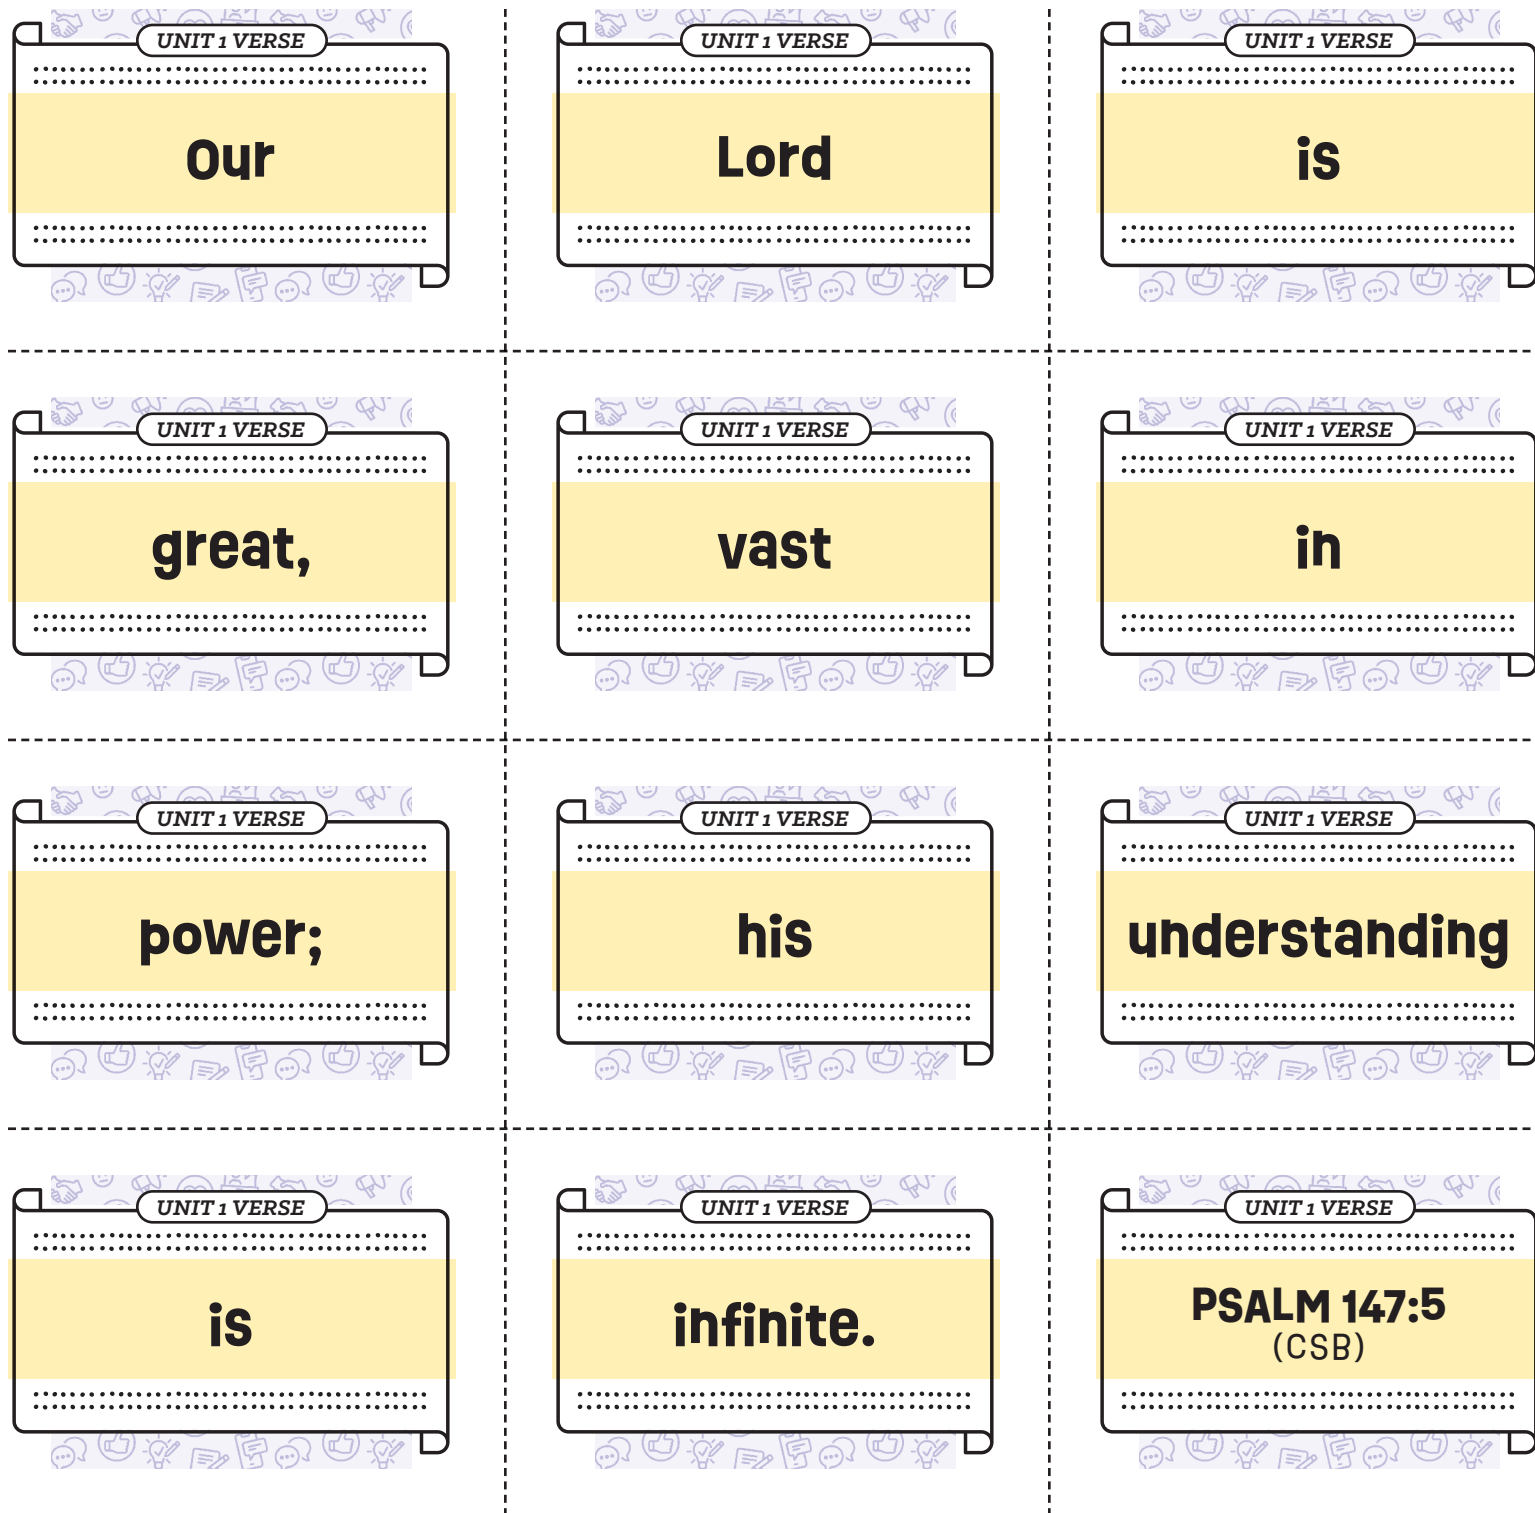 UNIT 1 VERSE
Our
UNIT 1 VERSE
Lord
UNIT 1 VERSE
is
UNIT 1 VERSE
great,
UNIT 1 VERSE
vast
UNIT 1 VERSE
in
UNIT 1 VERSE
power;
UNIT 1 VERSE
his
UNIT 1 VERSE
understanding
UNIT 1 VERSE
is
UNIT 1 VERSE
infinite.
UNIT 1 VERSE
PSALM 147:5
(CSB)